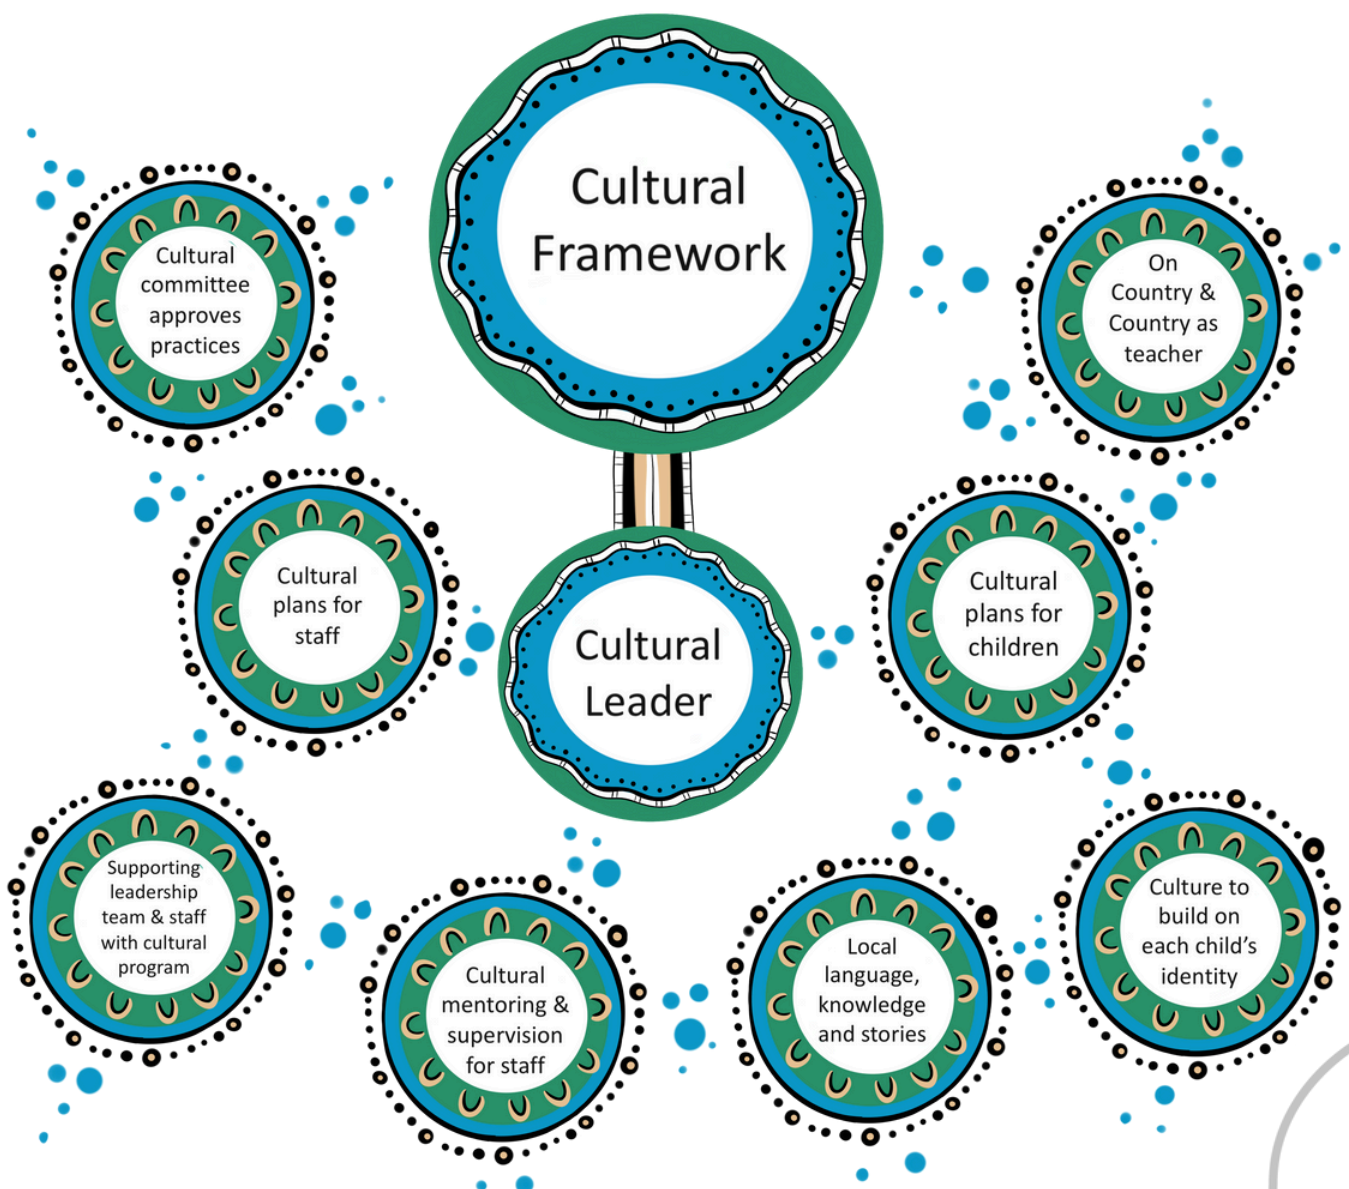 Cultural
Framework
Cultural
committee
approves
practices
On
Country &
Country as
teacher
Cultural
plans for
staff
Cultural
Leader
Cultural
plans for
children
Supporting
leadership
team & staff
with cultural
program
Cultural
mentoring &
supervision
for staff
Local
language,
knowledge
and stories
Culture to
build on
each child's
identity